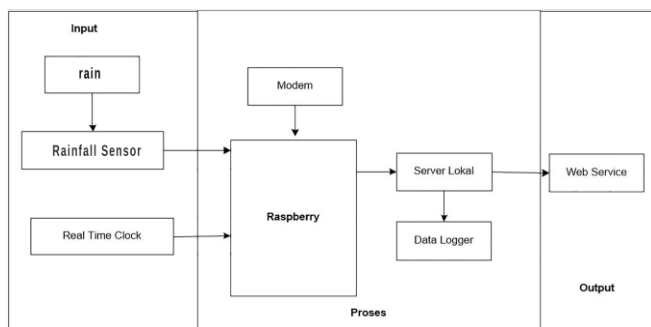 Input
rain
Rainfall Sensor
Real Time Clock
Modem
Raspberry
Server Lokal
Data Logger
Proses
Web Service
Output